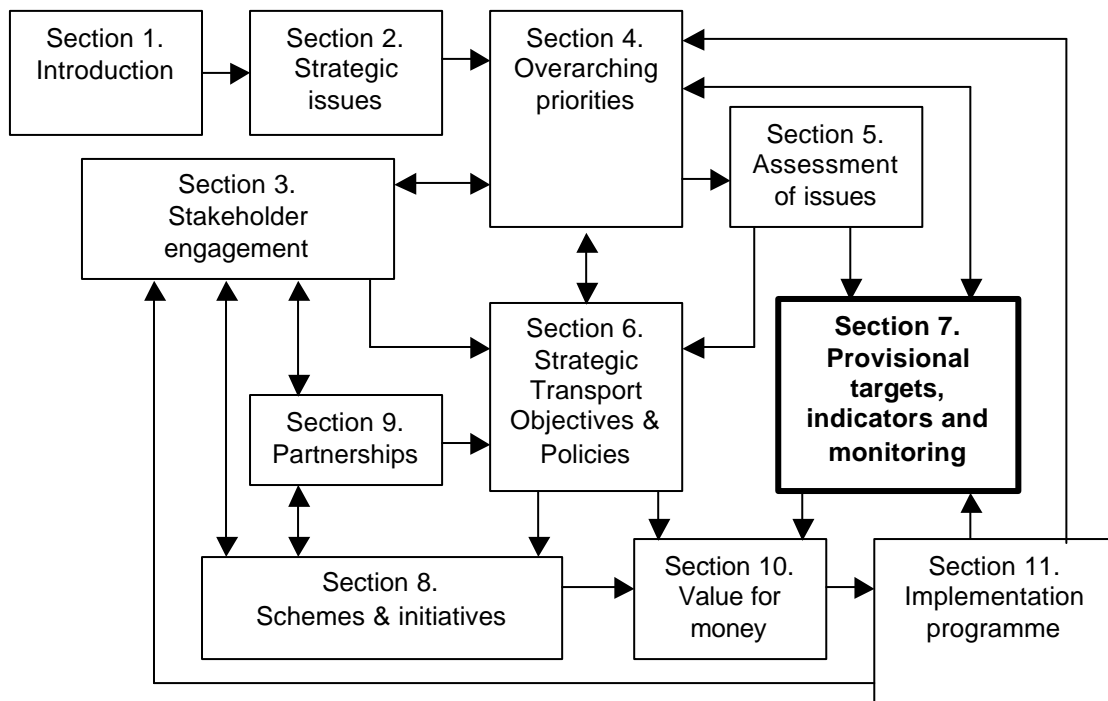 Section 1.
Introduction
Section 2.
Strategic
issues
Section 4.
Overarching
priorities
Section 5.
Assessment
of issues
Section 3.
Stakeholder
engagement
Section 6.
Strategic
Transport
Objectives &
Policies
Section 7.
Provisional
targets,
indicators and
monitoring
Section 9.
Partnerships
Section 8.
Schemes & initiatives
Section 10.
Value for
money
Section 11.
Implementation
programme